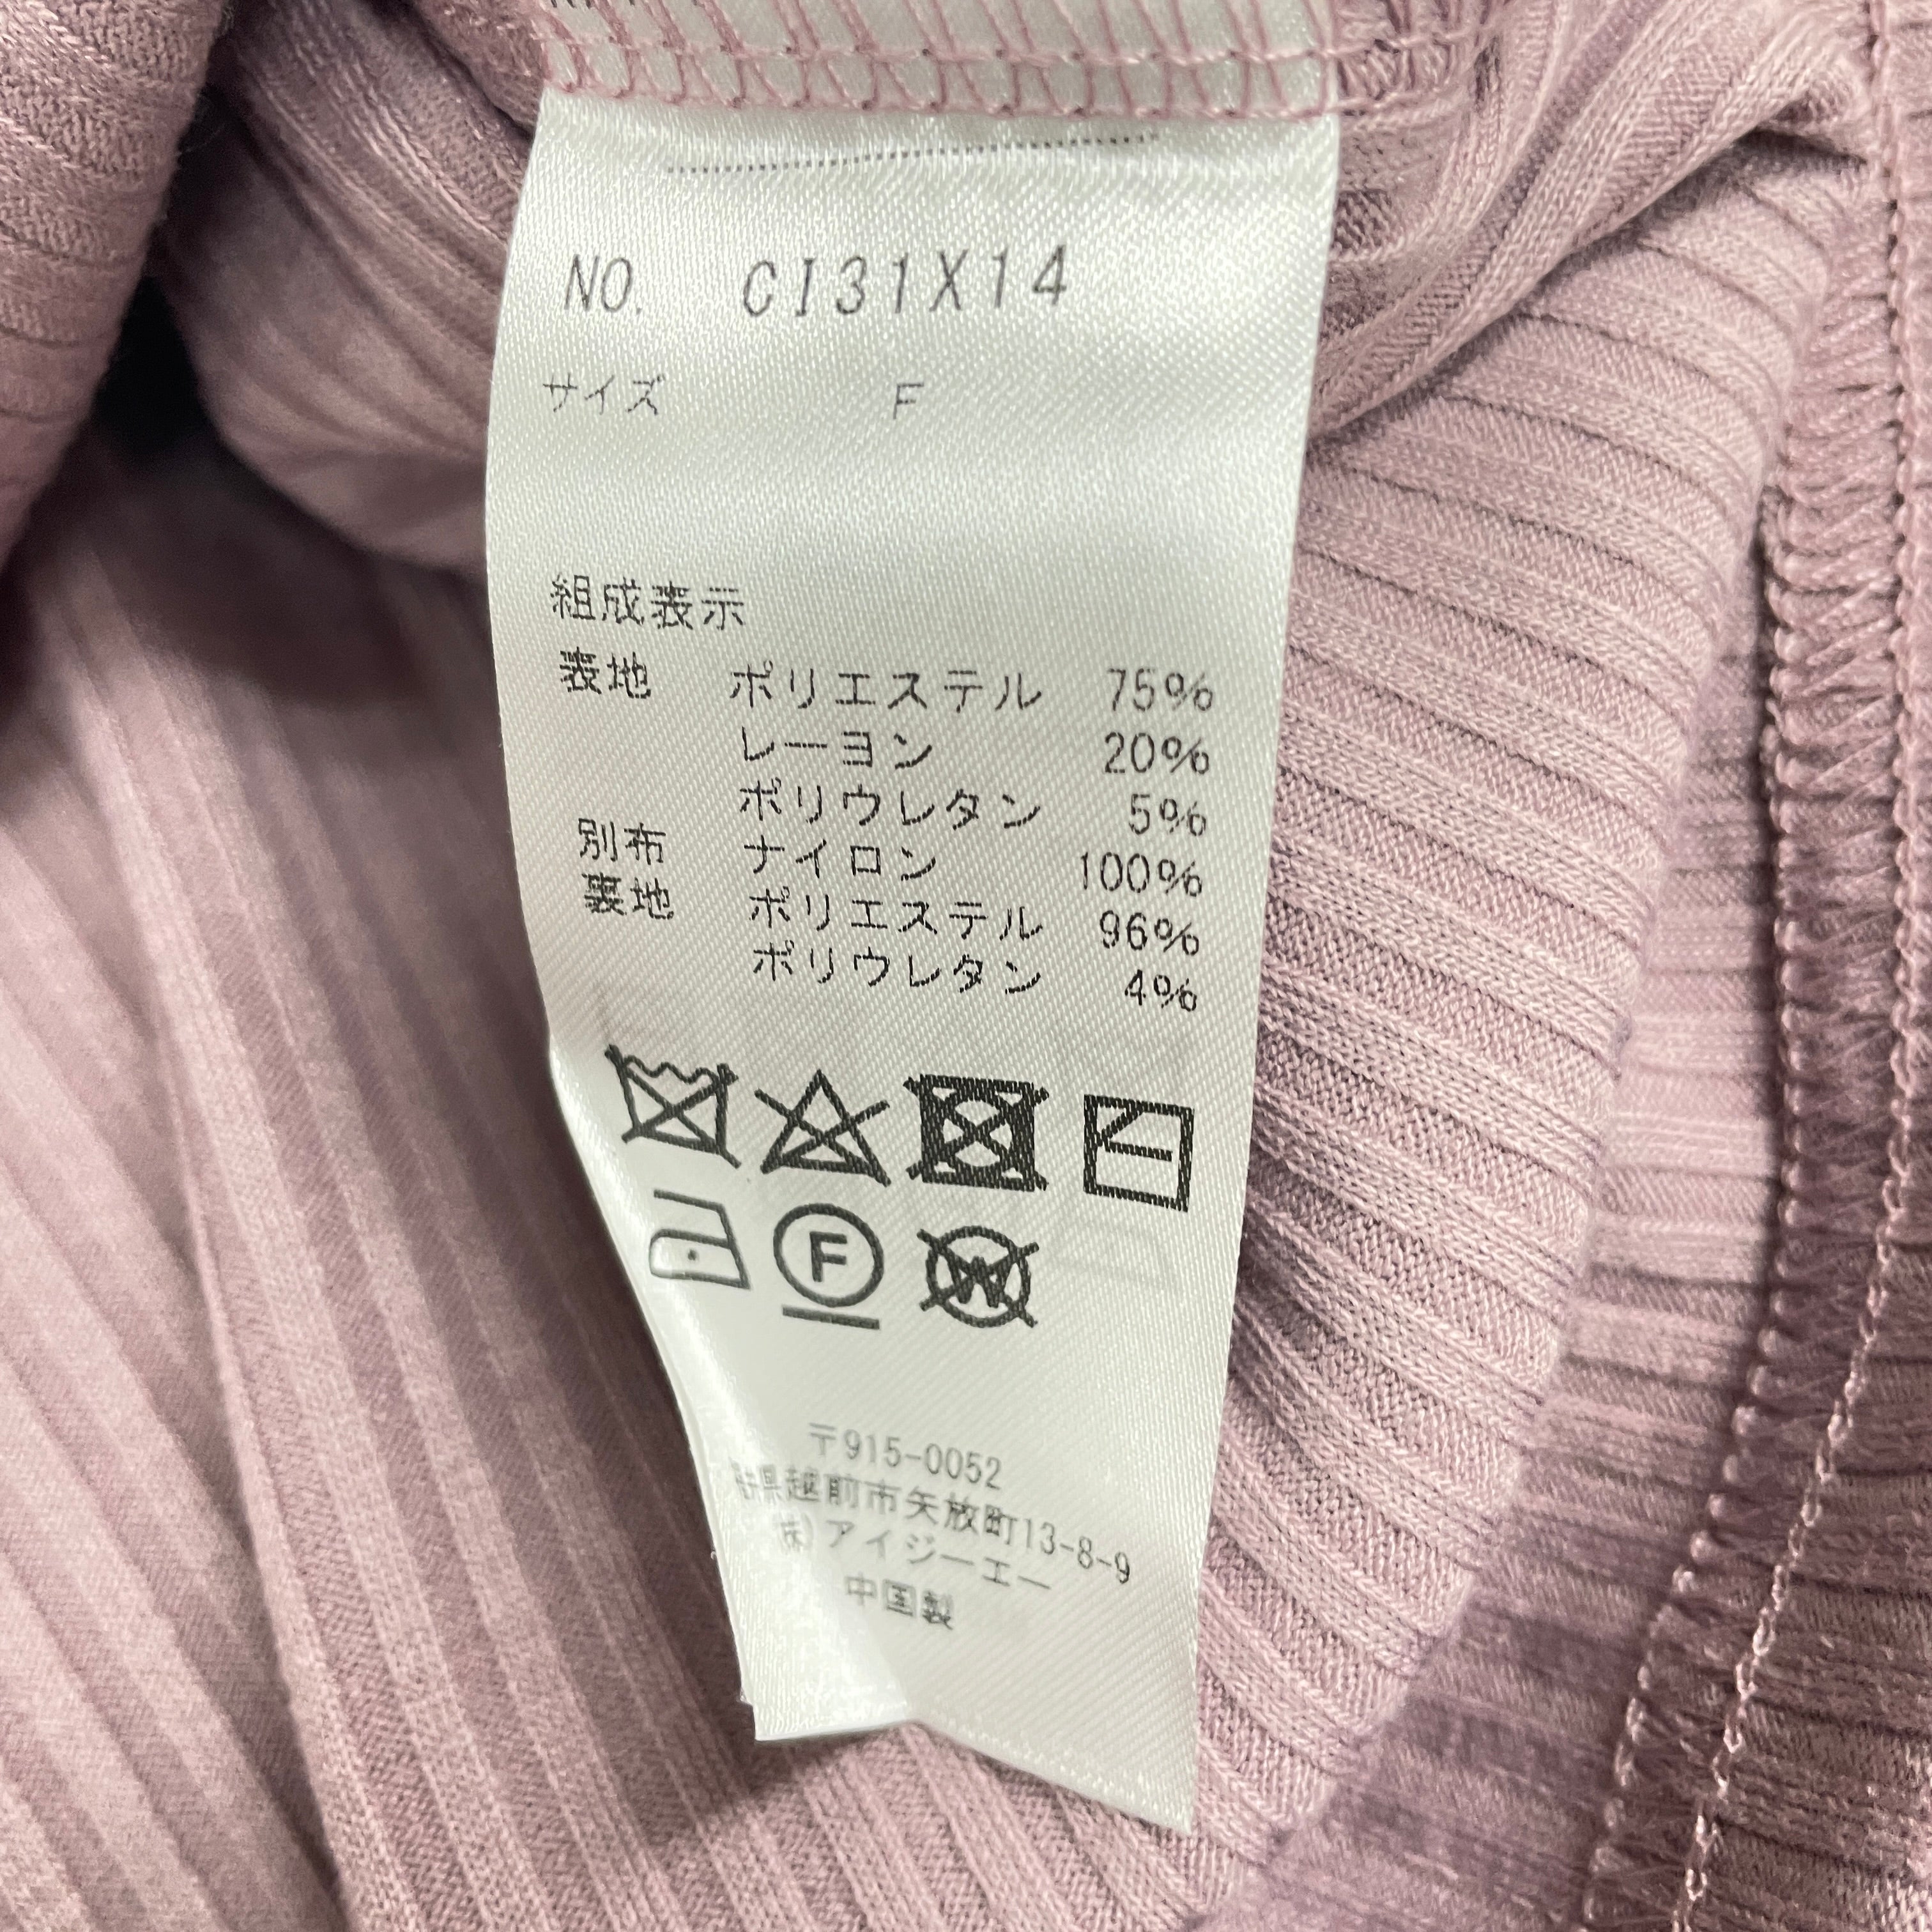 NO. CI31X14
サイズ F
組成表示
表地 ポリエステル 75%
レーヨン 20%
ポリウレタン 5%
別布 ナイロン 100%
裏地 ポリエステル 96%
ポリウレタン 4%
F
W
〒915-0052
県越前市矢放町13-8-9
㈱アイジーエー
中国製